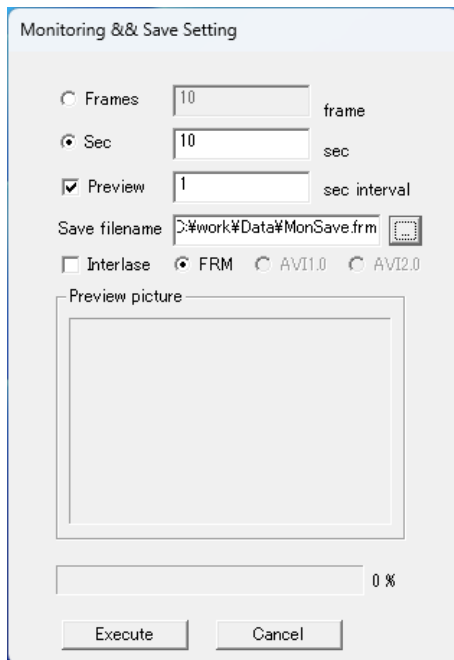 Monitoring && Save Setting
Frames 10 frame
Sec 10 sec
Preview 1 sec interval
Save filename C:¥work¥Data¥MonSave.frm ...
Interlase FRM AVI1.0 AVI2.0
Preview picture
0 %
Execute Cancel